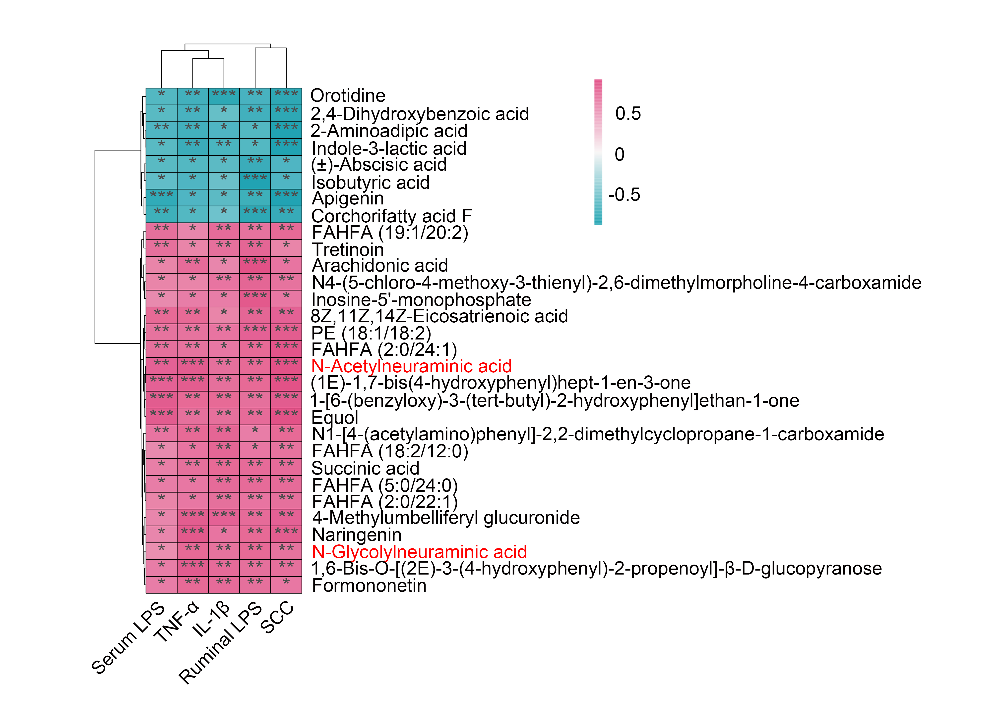 * ** *** ** *** Orotidine
* ** * ** *** 2,4-Dihydroxybenzoic acid
** ** * * *** 2-Aminoadipic acid
* ** ** * *** Indole-3-lactic acid
* * * ** * (±)-Abscisic acid
* * * *** * Isobutyric acid
*** * * ** *** Apigenin
** * * *** ** Corchorifatty acid F
** * ** ** ** FAHFA (19:1/20:2)
** * ** ** * Tretinoin
* ** * *** * Arachidonic acid
* * ** ** ** N4-(5-chloro-4-methoxy-3-thienyl)-2,6-dimethylmorpholine-4-carboxamide
* * * *** * Inosine-5'-monophosphate
** ** * ** ** 8Z,11Z,14Z-Eicosatrienoic acid
** ** ** *** *** PE (18:1/18:2)
** ** * ** *** FAHFA (2:0/24:1)
** *** ** ** *** N-Acetylneuraminic acid
*** *** ** ** *** (1E)-1,7-bis(4-hydroxyphenyl)hept-1-en-3-one
*** ** ** ** *** 1-[6-(benzyloxy)-3-(tert-butyl)-2-hydroxyphenyl]ethan-1-one
*** ** ** ** *** Equol
** ** ** * ** N1-[4-(acetylamino)phenyl]-2,2-dimethylcyclopropane-1-carboxamide
* * ** * ** FAHFA (18:2/12:0)
* ** ** ** ** Succinic acid
* * ** ** ** FAHFA (5:0/24:0)
* * ** ** ** FAHFA (2:0/22:1)
* *** *** ** ** 4-Methylumbelliferyl glucuronide
* *** * ** *** Naringenin
* ** ** ** ** N-Glycolylneuraminic acid
* *** ** ** ** 1,6-Bis-O-[(2E)-3-(4-hydroxyphenyl)-2-propenoyl]-β-D-glucopyranose
* ** ** ** * Formononetin
Serum LPS
TNF-α
IL-1β
Ruminal LPS
SCC
0.5
0
-0.5